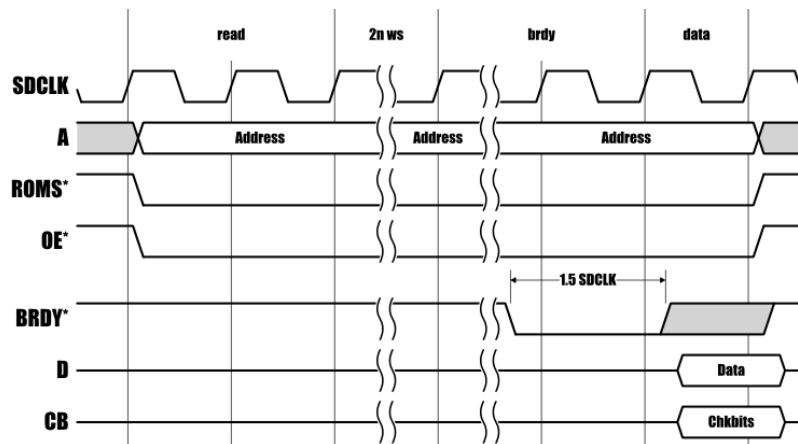 read 2n ws brdy data
SDCLK
A Address Address Address
ROMS*
OE*
1.5 SDCLK
BRDY*
D Data
CB Chkbits